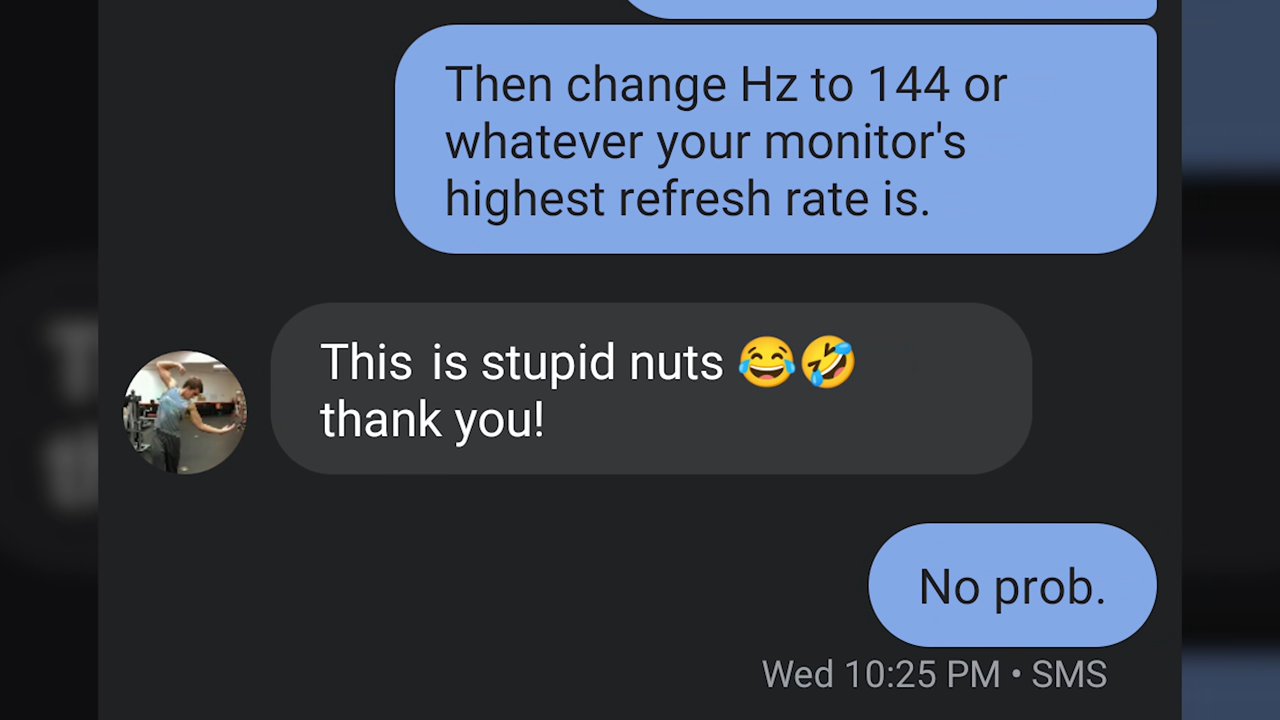 Then change Hz to 144 or
whatever your monitor's
highest refresh rate is.
This is stupid nuts 😂🤣
thank you!
No prob.
Wed 10:25 PM • SMS